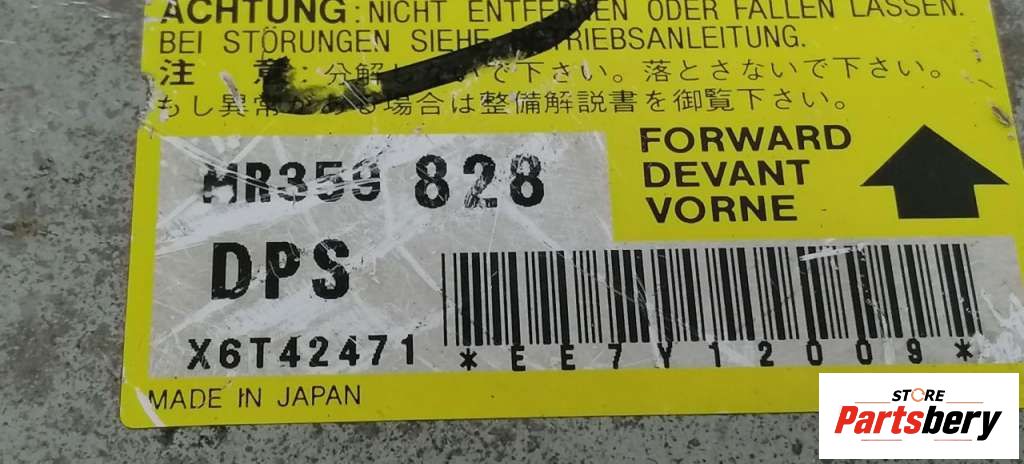 ACHTUNG: NICHT ENTFERNEN ODER FALLEN LASSEN.
BEI STÖRUNGEN SIEHE BETRIEBSANLEITUNG.
注 意:分解しないで下さい。落とさないで下さい。
もし異常がある場合は整備解説書を御覧下さい。
MR359 828
DPS
X6T42471
FORWARD
DEVANT
VORNE
*EE7Y12009*
MADE IN JAPAN
STORE
Partsbery